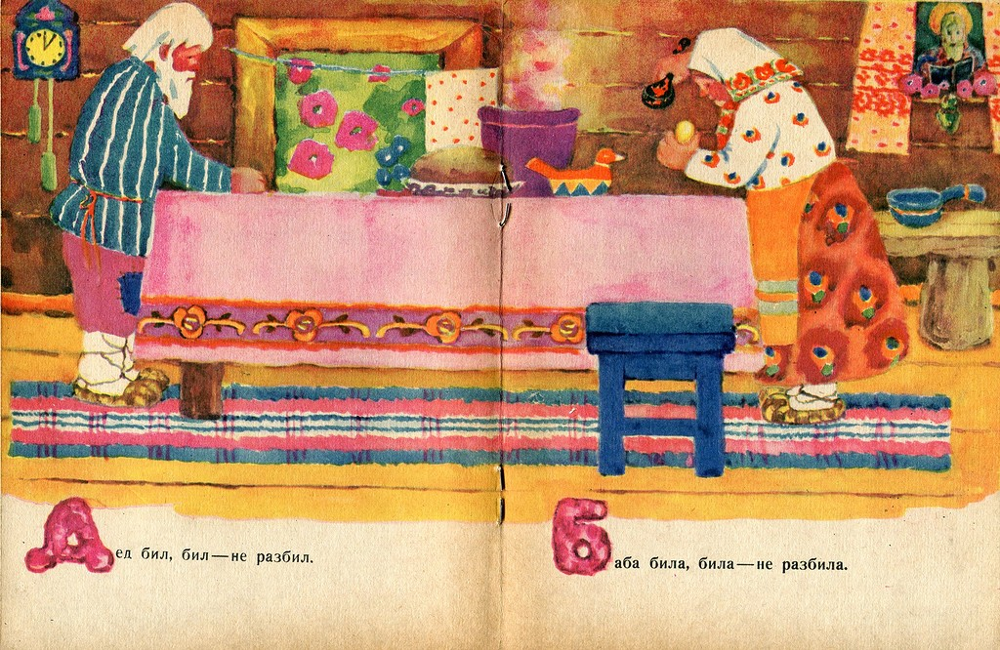 Дед бил, бил—не разбил.
Баба била, била—не разбила.